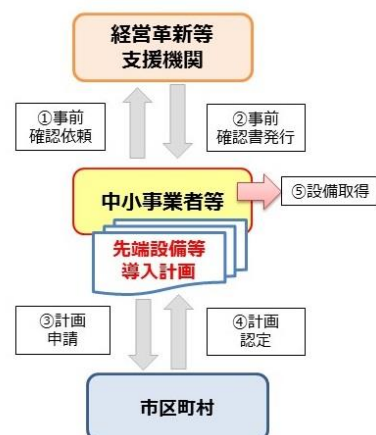 経営革新等
支援機関
①事前
確認依頼
②事前
確認書発行
中小事業者等
⑤設備取得
先端設備等
導入計画
③計画
申請
④計画
認定
市区町村